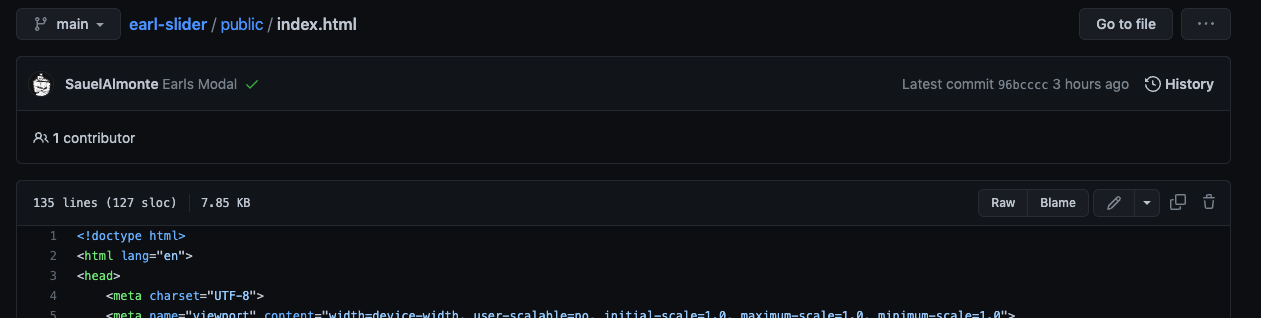 main earl-slider / public / index.html Go to file ...
SauelAlmonte Earls Modal Latest commit 96bcccc 3 hours ago History
1 contributor
135 lines (127 sloc) 7.85 KB Raw Blame
1 <!doctype html>
2 <html lang="en">
3 <head>
4 <meta charset="UTF-8">
5 <meta name="viewport" content="width=device-width, user-scalable=no, initial-scale=1.0, maximum-scale=1.0, minimum-scale=1.0">